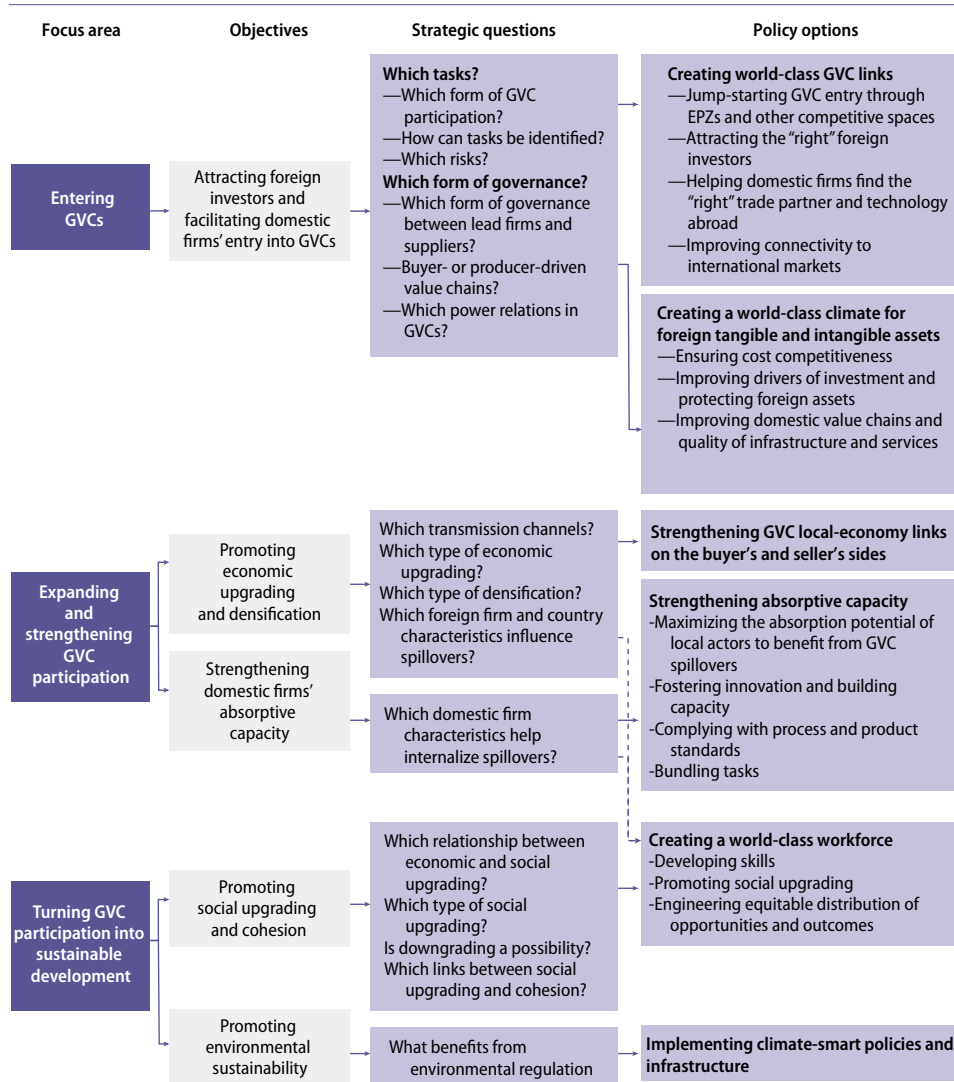 Focus area
Objectives
Strategic questions
Policy options
Entering
GVCs
Attracting foreign
investors and
facilitating domestic
firms' entry into GVCs
Which tasks?
—Which form of GVC
participation?
—How can tasks be identified?
—Which risks?
Which form of governance?
—Which form of governance
between lead firms and
suppliers?
—Buyer- or producer-driven
value chains?
—Which power relations in
GVCs?
Creating world-class GVC links
—Jump-starting GVC entry through
EPZs and other competitive spaces
—Attracting the "right" foreign
investors
—Helping domestic firms find the
"right" trade partner and technology
abroad
—Improving connectivity to
international markets
Creating a world-class climate for
foreign tangible and intangible assets
—Ensuring cost competitiveness
—Improving drivers of investment and
protecting foreign assets
—Improving domestic value chains and
quality of infrastructure and services
Expanding
and
strengthening
GVC
participation
Promoting
economic
upgrading
and densification
Which transmission channels?
Which type of economic
upgrading?
Which type of densification?
Which foreign firm and country
characteristics influence
spillovers?
Strengthening GVC local-economy links
on the buyer's and seller's sides
Strengthening
domestic firms'
absorptive
capacity
Which domestic firm
characteristics help
internalize spillovers?
Strengthening absorptive capacity
-Maximizing the absorption potential of
local actors to benefit from GVC
spillovers
-Fostering innovation and building
capacity
-Complying with process and product
standards
-Bundling tasks
Turning GVC
participation into
sustainable
development
Promoting
social upgrading
and cohesion
Which relationship between
economic and social
upgrading?
Which type of social
upgrading?
Is downgrading a possibility?
Which links between social
upgrading and cohesion?
Creating a world-class workforce
-Developing skills
-Promoting social upgrading
-Engineering equitable distribution of
opportunities and outcomes
Promoting
environmental
sustainability
What benefits from
environmental regulation
Implementing climate-smart policies and
infrastructure